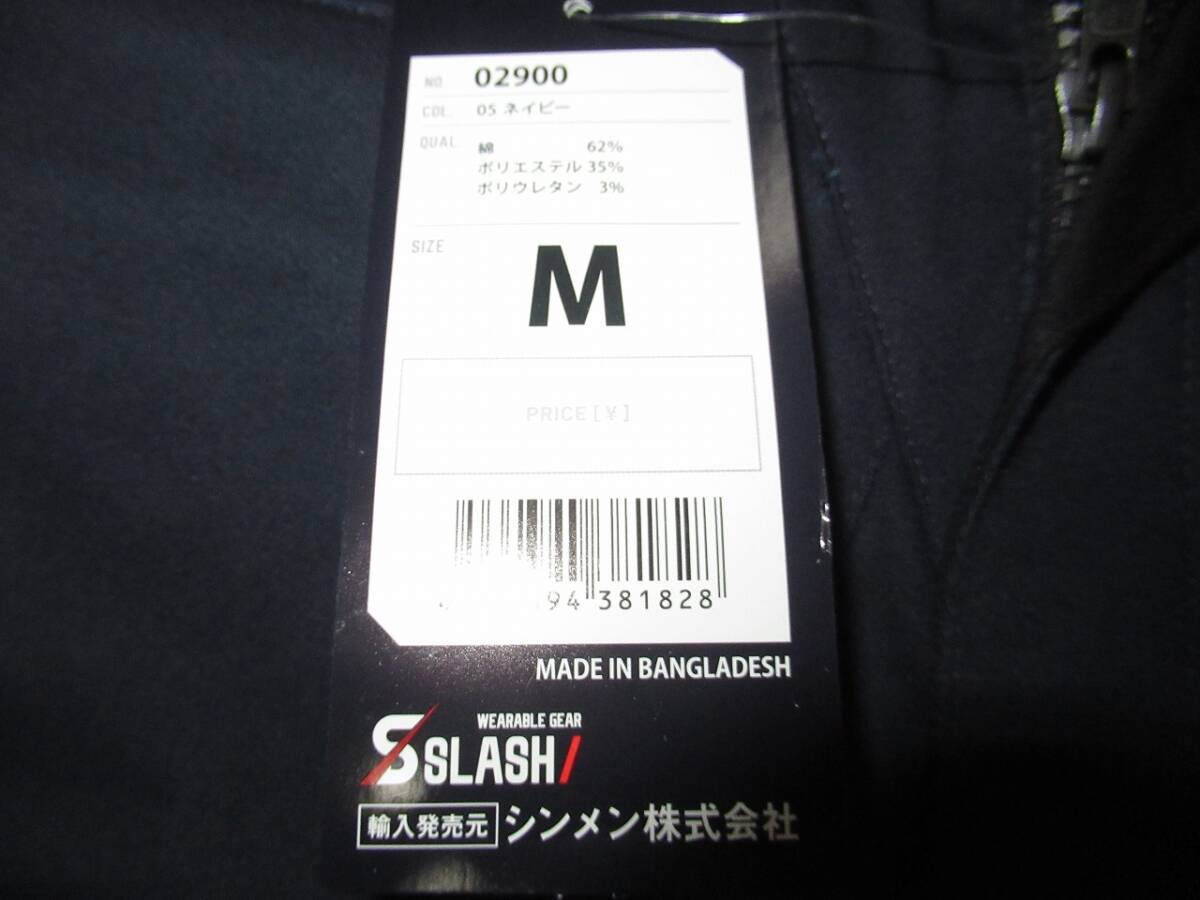 NO. 02900
COL. 05 ネイビー
QUAL. 綿 62%
ポリエステル 35%
ポリウレタン 3%
SIZE
M
PRICE[¥]
94 381828
MADE IN BANGLADESH
WEARABLE GEAR
S SLASH/
輸入発売元 シンメン株式会社